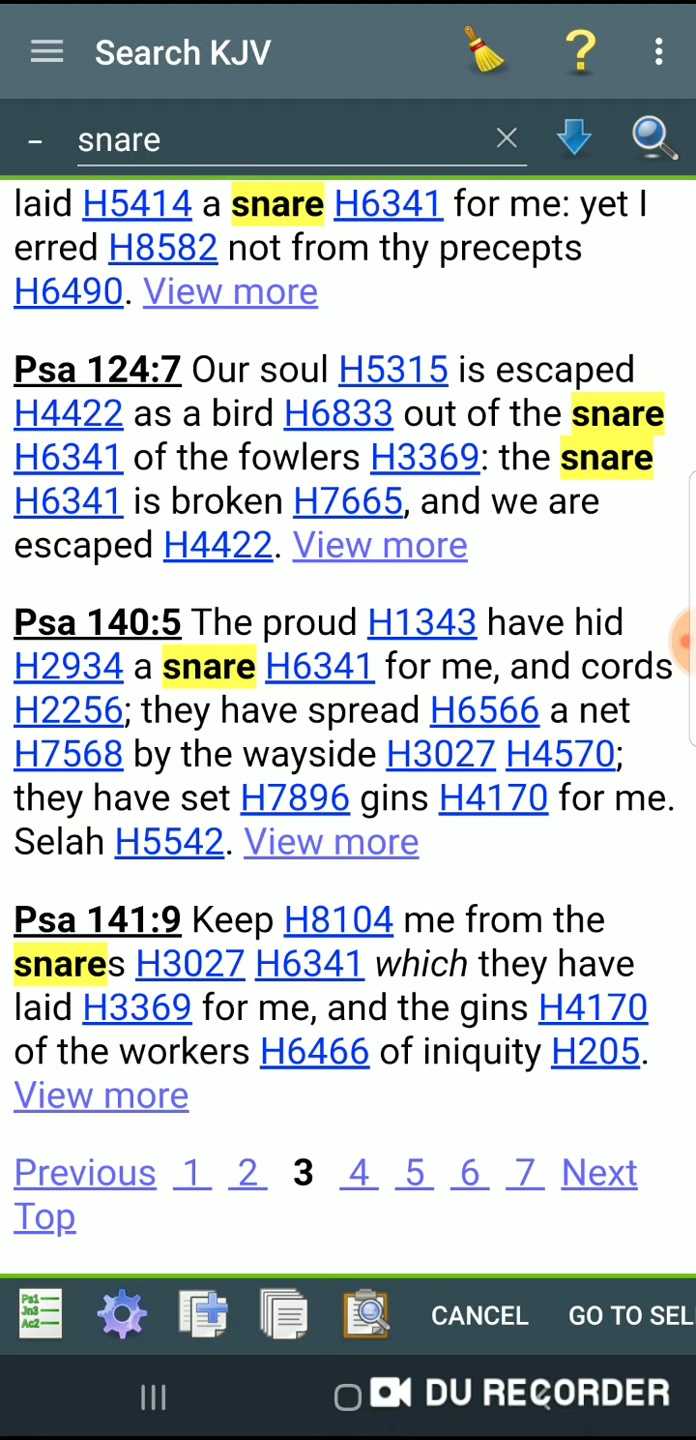 Search KJV
snare
laid H5414 a snare H6341 for me: yet I
erred H8582 not from thy precepts
H6490. View more
Psa 124:7 Our soul H5315 is escaped
H4422 as a bird H6833 out of the snare
H6341 of the fowlers H3369: the snare
H6341 is broken H7665, and we are
escaped H4422. View more
Psa 140:5 The proud H1343 have hid
H2934 a snare H6341 for me, and cords
H2256; they have spread H6566 a net
H7568 by the wayside H3027 H4570;
they have set H7896 gins H4170 for me.
Selah H5542. View more
Psa 141:9 Keep H8104 me from the
snares H3027 H6341 which they have
laid H3369 for me, and the gins H4170
of the workers H6466 of iniquity H205.
View more
Previous 1 2 3 4 5 6 7 Next
Top
Ps1
Jn3
Ac2
CANCEL GO TO SEL
DU RECORDER